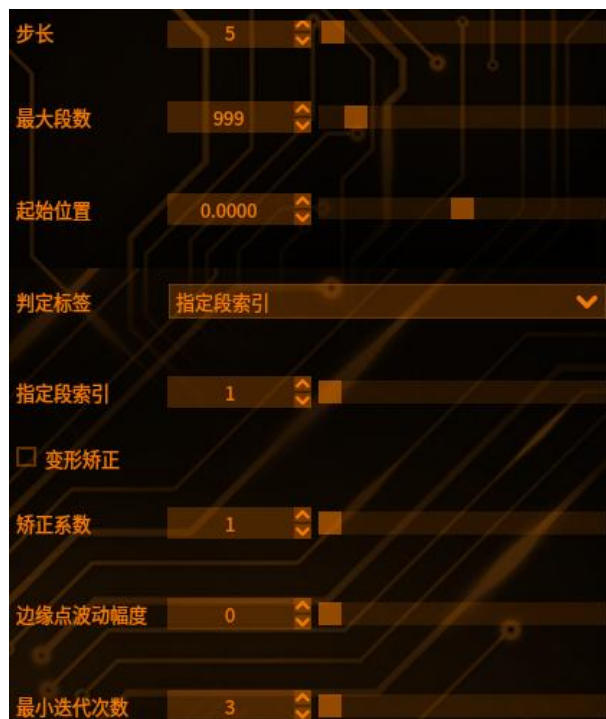 步长 5
最大段数 999
起始位置 0.0000
判定标签 指定段索引
指定段索引 1
变形矫正
矫正系数 1
边缘点波动幅度 0
最小迭代次数 3